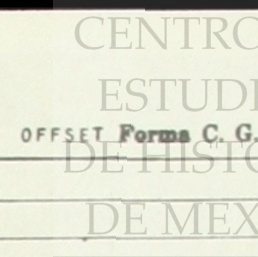 CENTRO
ESTUDI
OFFSET Forma C. G.
DE HISTO
DE MEX